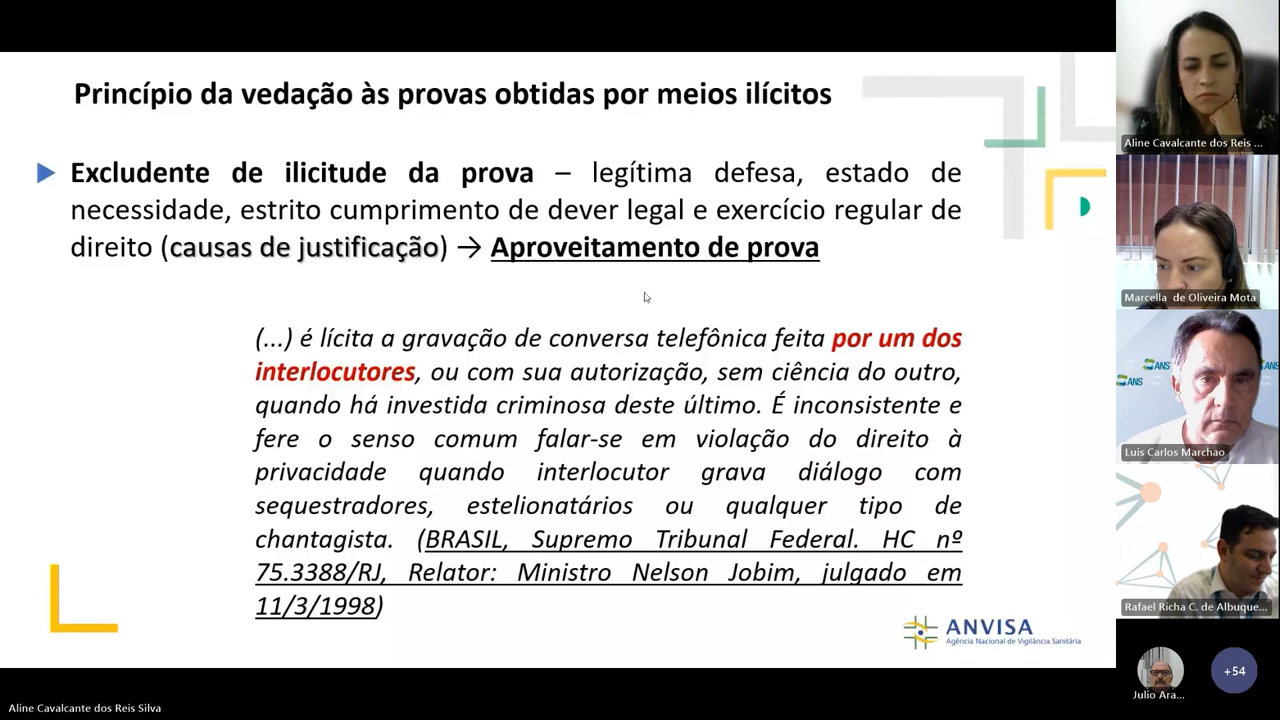 Princípio da vedação às provas obtidas por meios ilícitos
Excludente de ilicitude da prova – legítima defesa, estado de
necessidade, estrito cumprimento de dever legal e exercício regular de
direito (causas de justificação) → Aproveitamento de prova
(...) é lícita a gravação de conversa telefônica feita por um dos
interlocutores, ou com sua autorização, sem ciência do outro,
quando há investida criminosa deste último. É inconsistente e
fere o senso comum falar-se em violação do direito à
privacidade quando interlocutor grava diálogo com
sequestradores, estelionatários ou qualquer tipo de
chantagista. (BRASIL, Supremo Tribunal Federal. HC nº
75.3388/RJ, Relator: Ministro Nelson Jobim, julgado em
11/3/1998)
ANVISA
Agência Nacional de Vigilância Sanitária
Aline Cavalcante dos Reis ...
Marcella de Oliveira Mota
ANS
ANS
Luis Carlos Marchao
Rafael Richa C. de Albuque...
Julio Ara...
+54
Aline Cavalcante dos Reis Silva